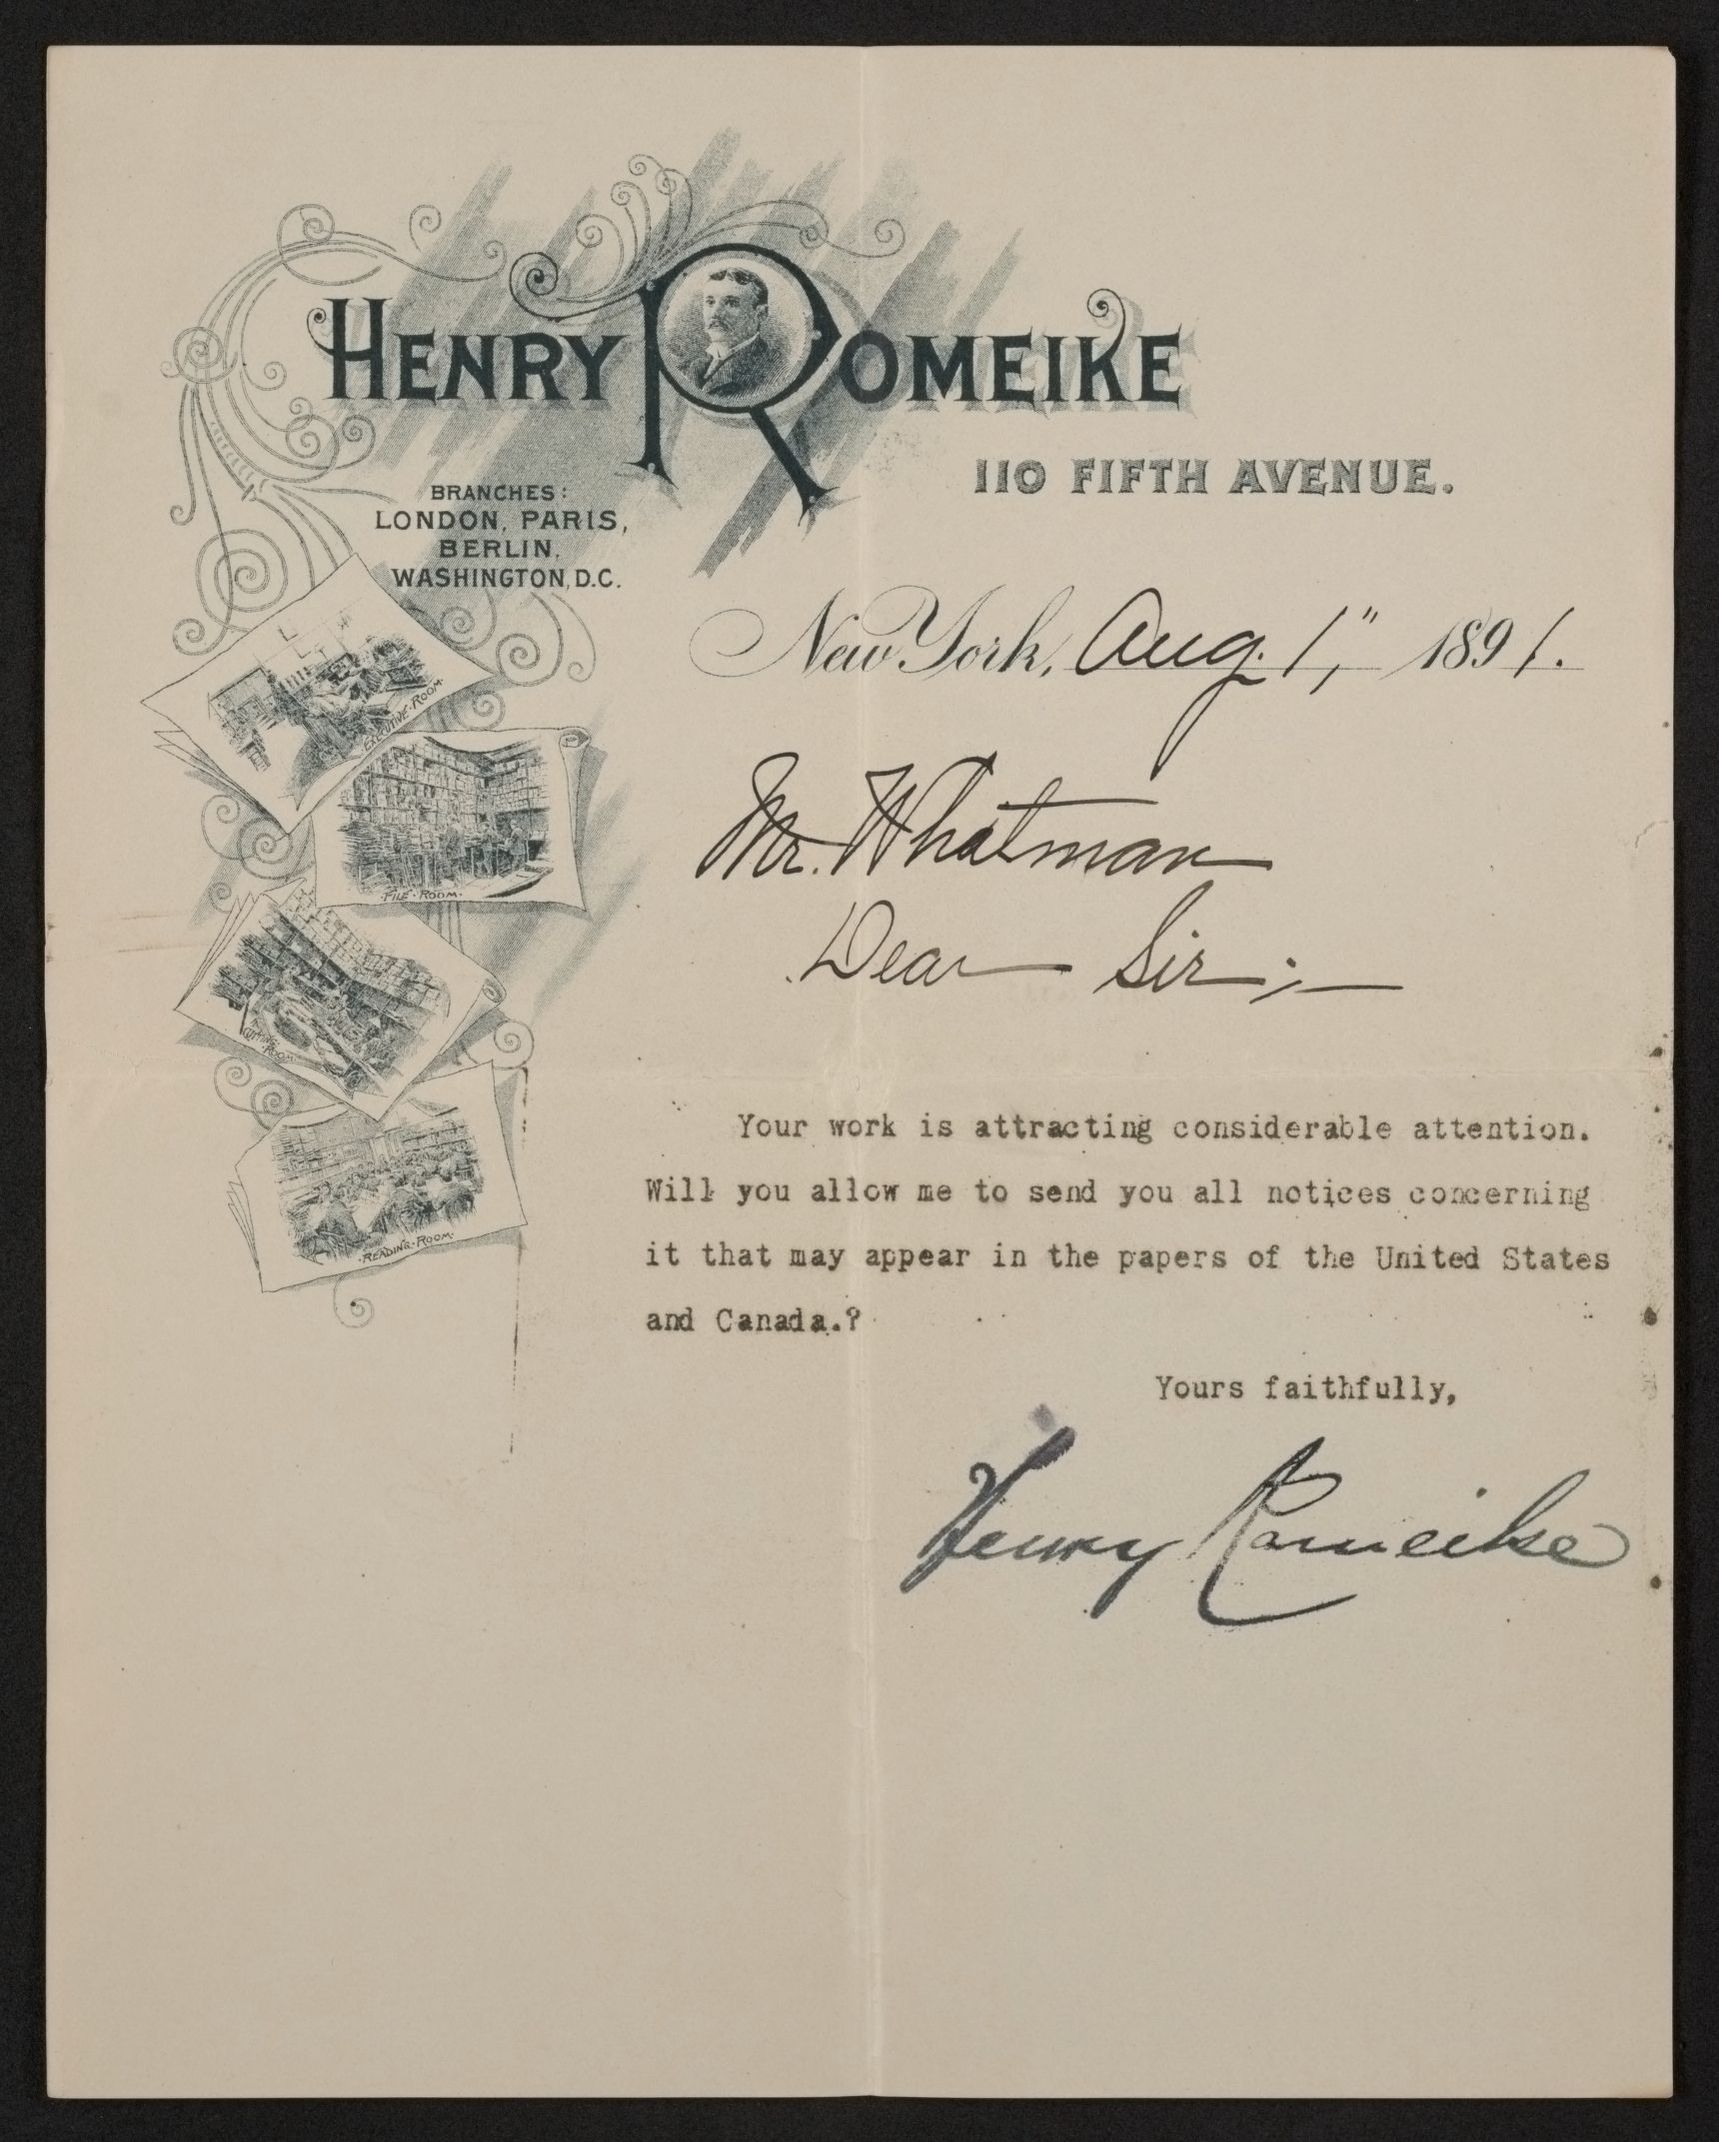 HENRY ROMEIKE
110 FIFTH AVENUE.
BRANCHES:
LONDON, PARIS,
BERLIN,
WASHINGTON, D.C.
New York, Aug. 1", 1891.
EXECUTIVE·ROOM·
·FILE·ROOM·
CUTTING·
ROOM
·READING·ROOM·
Mr. Whatman
Dear Sir;—
Your work is attracting considerable attention.
Will you allow me to send you all notices concerning
it that may appear in the papers of the United States
and Canada.?
Yours faithfully,
Henry Romeike